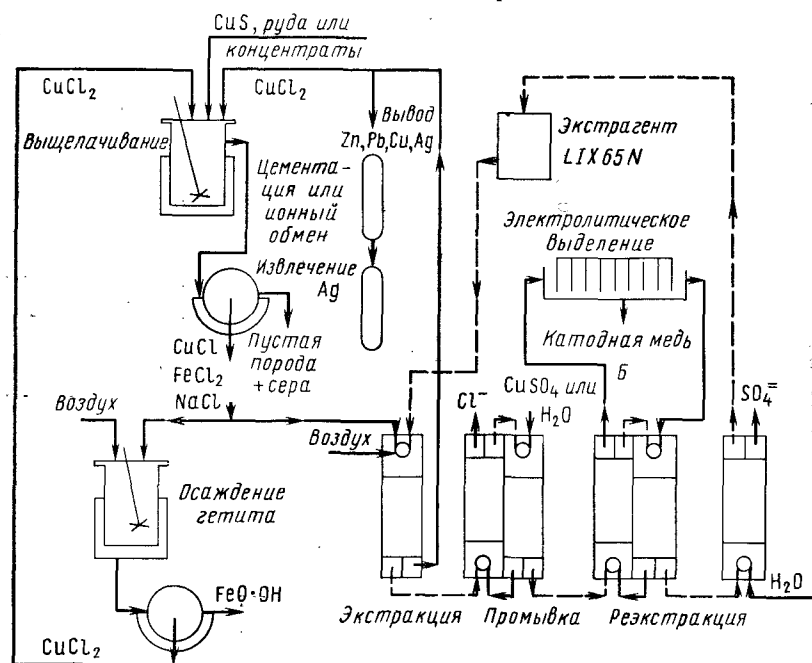 CuS, руда или
концентраты
CuCl₂
CuCl₂
Выщелачивание
Вывод
Zn, Pb, Cu, Ag
Цемента-
ция или
ионный
обмен
Извлечение
Ag
Экстрагент
LIX65N
Электролитическое
выделение
Катодная медь
Б
Пустая
порода
+ сера
CuCl
FeCl₂
NaCl
Воздух
Воздух
Cl⁻
CuSO₄ или
H₂O
SO₄⁼
Осаждение
гетита
FeO·OH
H₂O
Экстракция
Промывка
Реэкстракция
CuCl₂